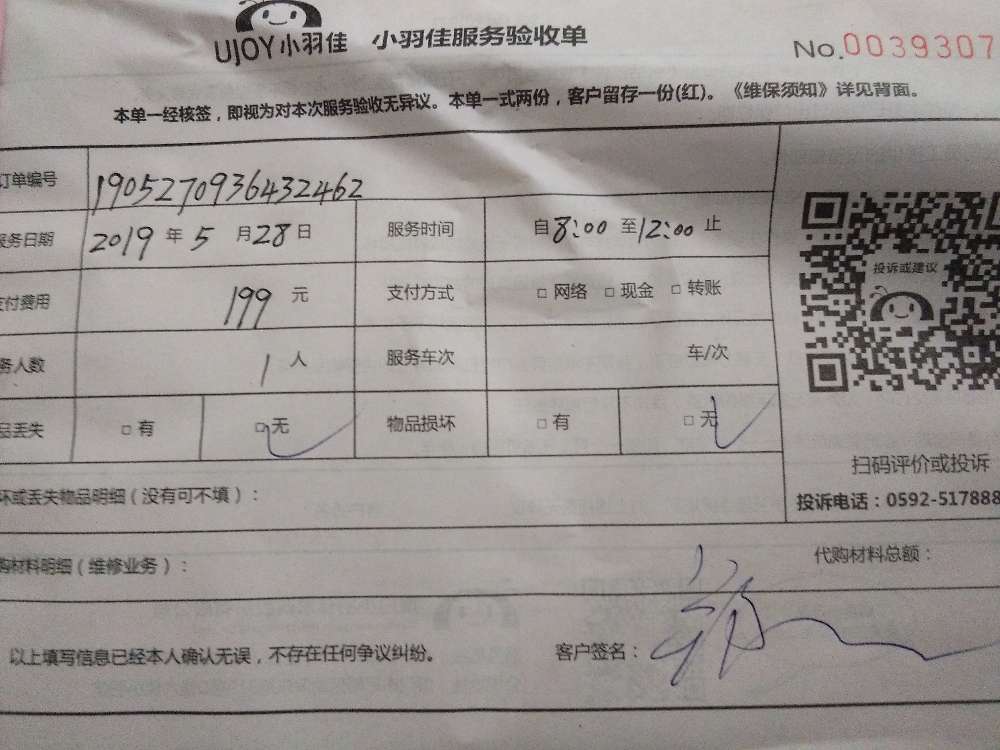 UJOY小羽佳 小羽佳服务验收单 No.0039307
本单一经核签，即视为对本次服务验收无异议。本单一式两份，客户留存一份(红)。《维保须知》详见背面。
订单编号 1905270936432462
服务日期 2019 年 5 月 28 日 服务时间 自 8:00 至 12:00 止
支付费用 199 元 支付方式 □ 网络 □ 现金 □ 转账
务人数 1 人 服务车次 车/次
品丢失 □ 有 □ 无 物品损坏 □ 有 □ 无
投诉或建议
扫码评价或投诉
坏或丢失物品明细（没有可不填）：
投诉电话：0592-517888
购材料明细（维修业务）： 代购材料总额：
以上填写信息已经本人确认无误，不存在任何争议纠纷。 客户签名：